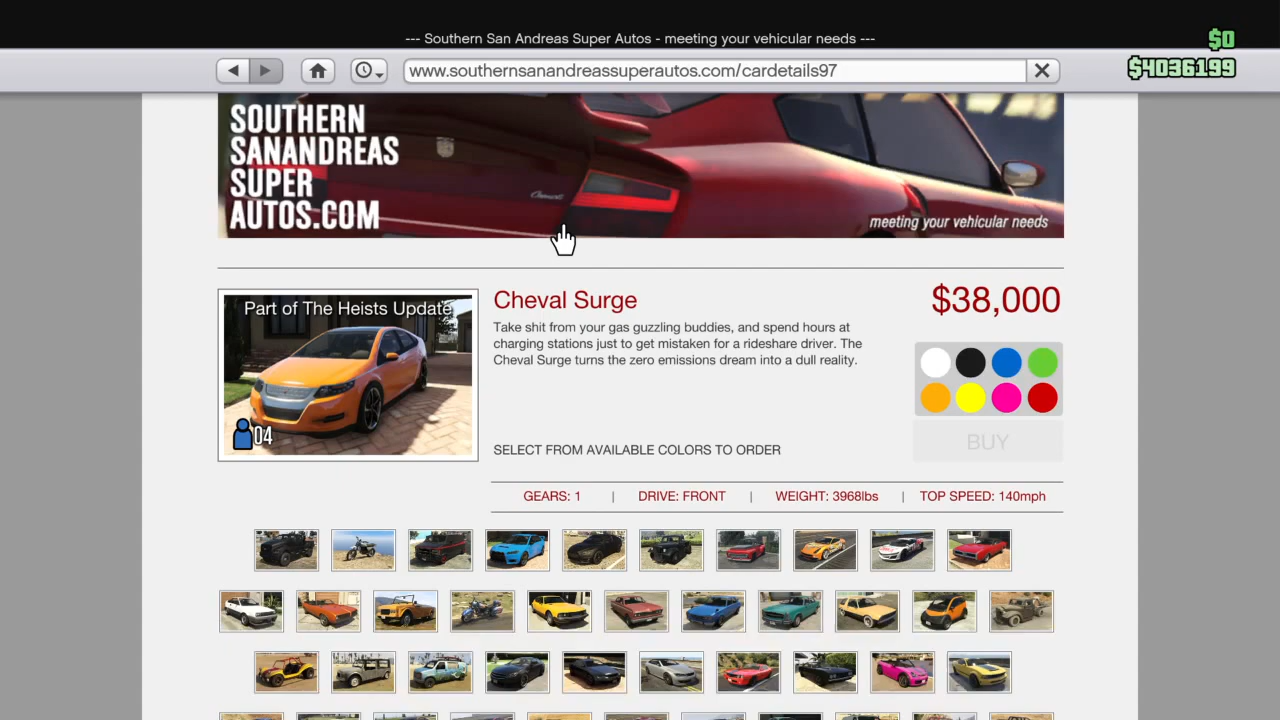 --- Southern San Andreas Super Autos - meeting your vehicular needs ---
$0
www.southernsanandreassuperautos.com/cardetails97
$4036199
SOUTHERN
SANANDREAS
SUPER
AUTOS.COM
Cheval
meeting your vehicular needs
Part of The Heists Update
04
Cheval Surge
$38,000
Take shit from your gas guzzling buddies, and spend hours at
charging stations just to get mistaken for a rideshare driver. The
Cheval Surge turns the zero emissions dream into a dull reality.
SELECT FROM AVAILABLE COLORS TO ORDER
BUY
GEARS: 1 | DRIVE: FRONT | WEIGHT: 3968lbs | TOP SPEED: 140mph